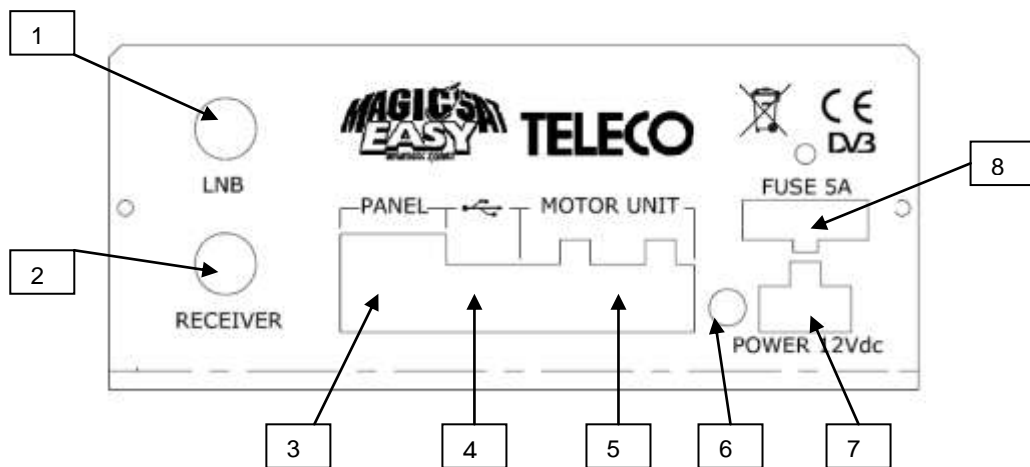 1
MAGIC SAT
EASY
TELECO
CE
DVB
LNB
FUSE 5A
8
PANEL
MOTOR UNIT
2
RECEIVER
POWER 12Vdc
3
4
5
6
7